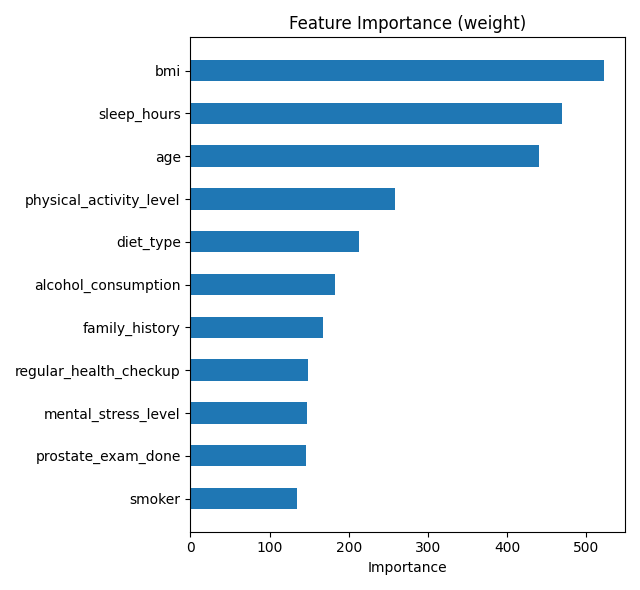 Feature Importance (weight)
bmi
sleep_hours
age
physical_activity_level
diet_type
alcohol_consumption
family_history
regular_health_checkup
mental_stress_level
prostate_exam_done
smoker
0 100 200 300 400 500
Importance